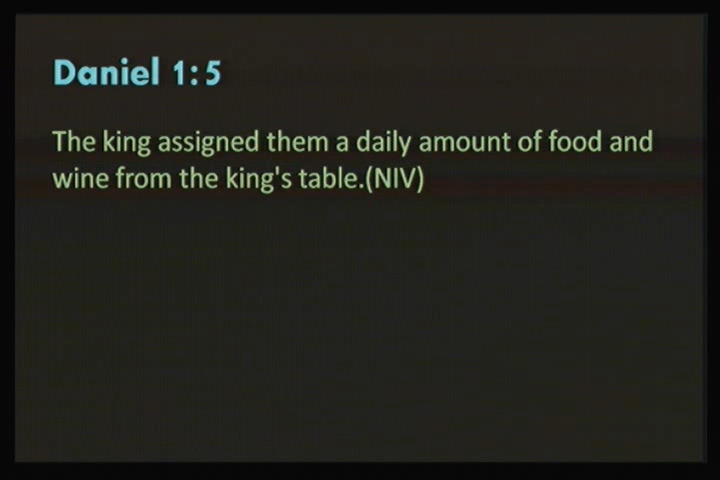 Daniel 1:5
The king assigned them a daily amount of food and
wine from the king's table.(NIV)